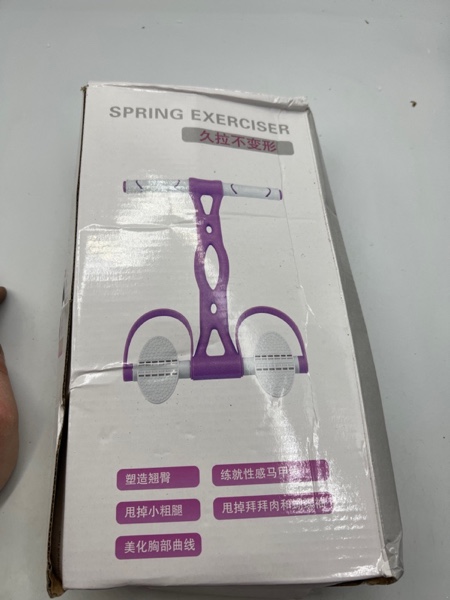 SPRING EXERCISER
久拉不变形
塑造翘臀
练就性感马甲
甩掉小粗腿
甩掉拜拜肉和
美化胸部曲线